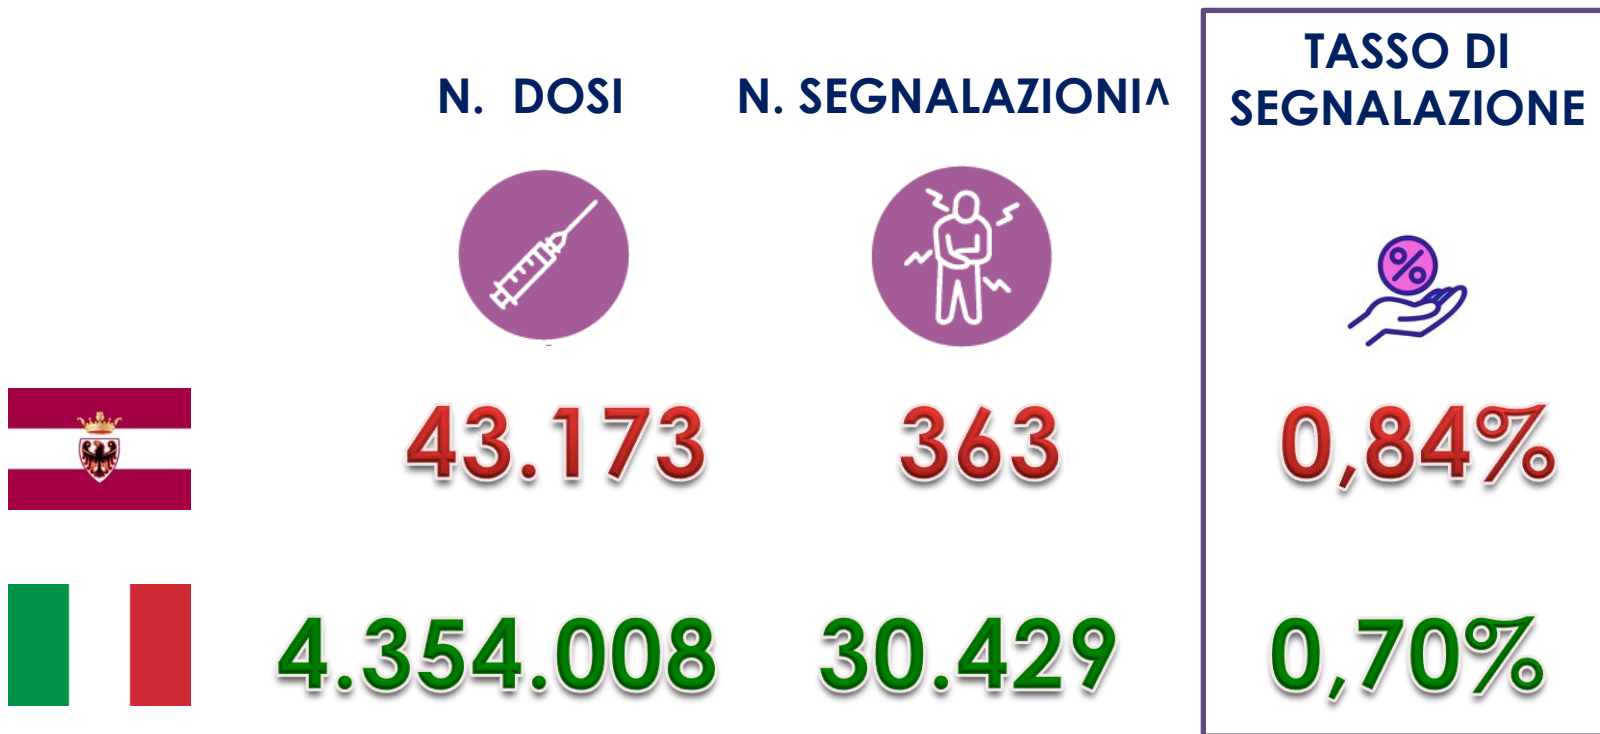 N. DOSI
N. SEGNALAZIONI^
TASSO DI
SEGNALAZIONE
%
43.173
363
0,84%
4.354.008
30.429
0,70%